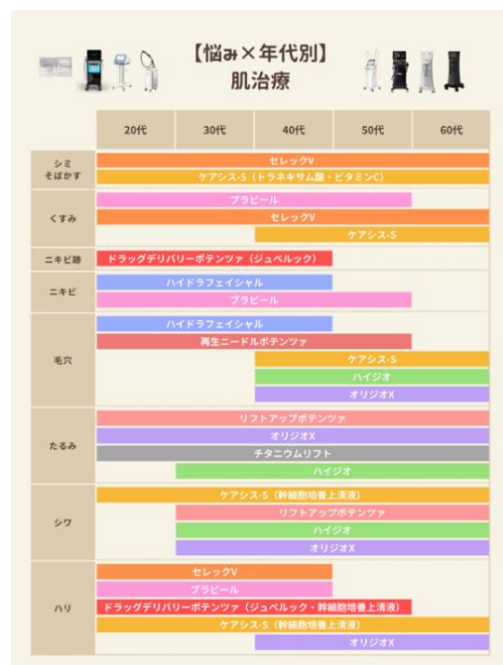 【悩み×年代別】
肌治療
20代 30代 40代 50代 60代
シミ
そばかす
セレックV
ケアシス-S（トラネキサム酸・ビタミンC）
くすみ
プラピール
セレックV
ケアシス-S
ニキビ跡
ドラッグデリバリーポテンツァ（ジュベルック）
ニキビ
ハイドラフェイシャル
プラピール
毛穴
ハイドラフェイシャル
再生ニードルポテンツァ
ケアシス-S
ハイジオ
オリジオX
たるみ
リフトアップポテンツァ
オリジオX
チタニウムリフト
ハイジオ
シワ
ケアシス-S（幹細胞培養上清液）
リフトアップポテンツァ
ハイジオ
オリジオX
ハリ
セレックV
プラピール
ドラッグデリバリーポテンツァ（ジュベルック・幹細胞培養上清液）
ケアシス-S（幹細胞培養上清液）
オリジオX